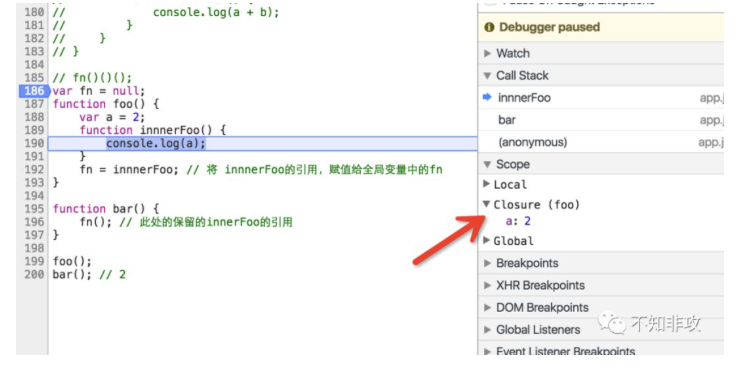 180 //             console.log(a + b);
181 //         }
182 //     }
183 // }
184
185 // fn()()();
186 var fn = null;
187 function foo() {
188     var a = 2;
189     function innnerFoo() {
190         console.log(a);
191     }
192     fn = innnerFoo; // 将 innnerFoo的引用，赋值给全局变量中的fn
193 }
194
195 function bar() {
196     fn(); // 此处的保留的innerFoo的引用
197 }
198
199 foo();
200 bar(); // 2
Debugger paused
Watch
Call Stack
innnerFoo app.j
bar app.j
(anonymous) app.j
Scope
Local
Closure (foo)
a: 2
Global
Breakpoints
XHR Breakpoints
DOM Breakpoints
Global Listeners
Event Listener Breakpoints
不知非攻